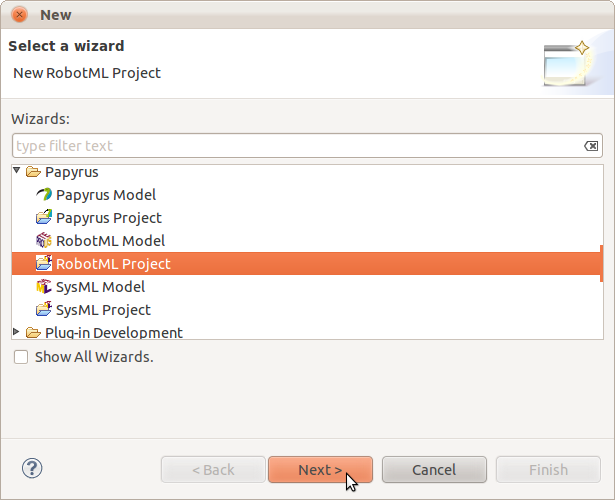 New
Select a wizard
New RobotML Project
Wizards:
type filter text
Papyrus
Papyrus Model
Papyrus Project
RobotML Model
RobotML Project
SysML Model
SysML Project
Plug-in Development
Show All Wizards.
?
< Back
Next >
Cancel
Finish